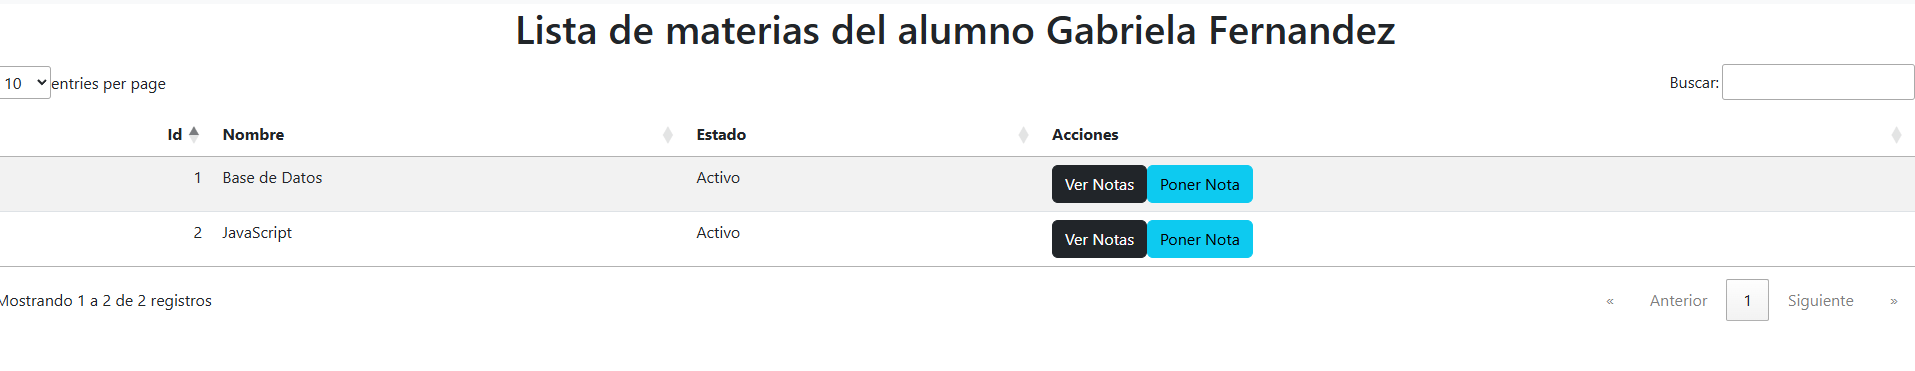 Lista de materias del alumno Gabriela Fernandez
10 entries per page Buscar:
Id Nombre Estado Acciones
1 Base de Datos Activo Ver Notas Poner Nota
2 JavaScript Activo Ver Notas Poner Nota
Mostrando 1 a 2 de 2 registros « Anterior 1 Siguiente »